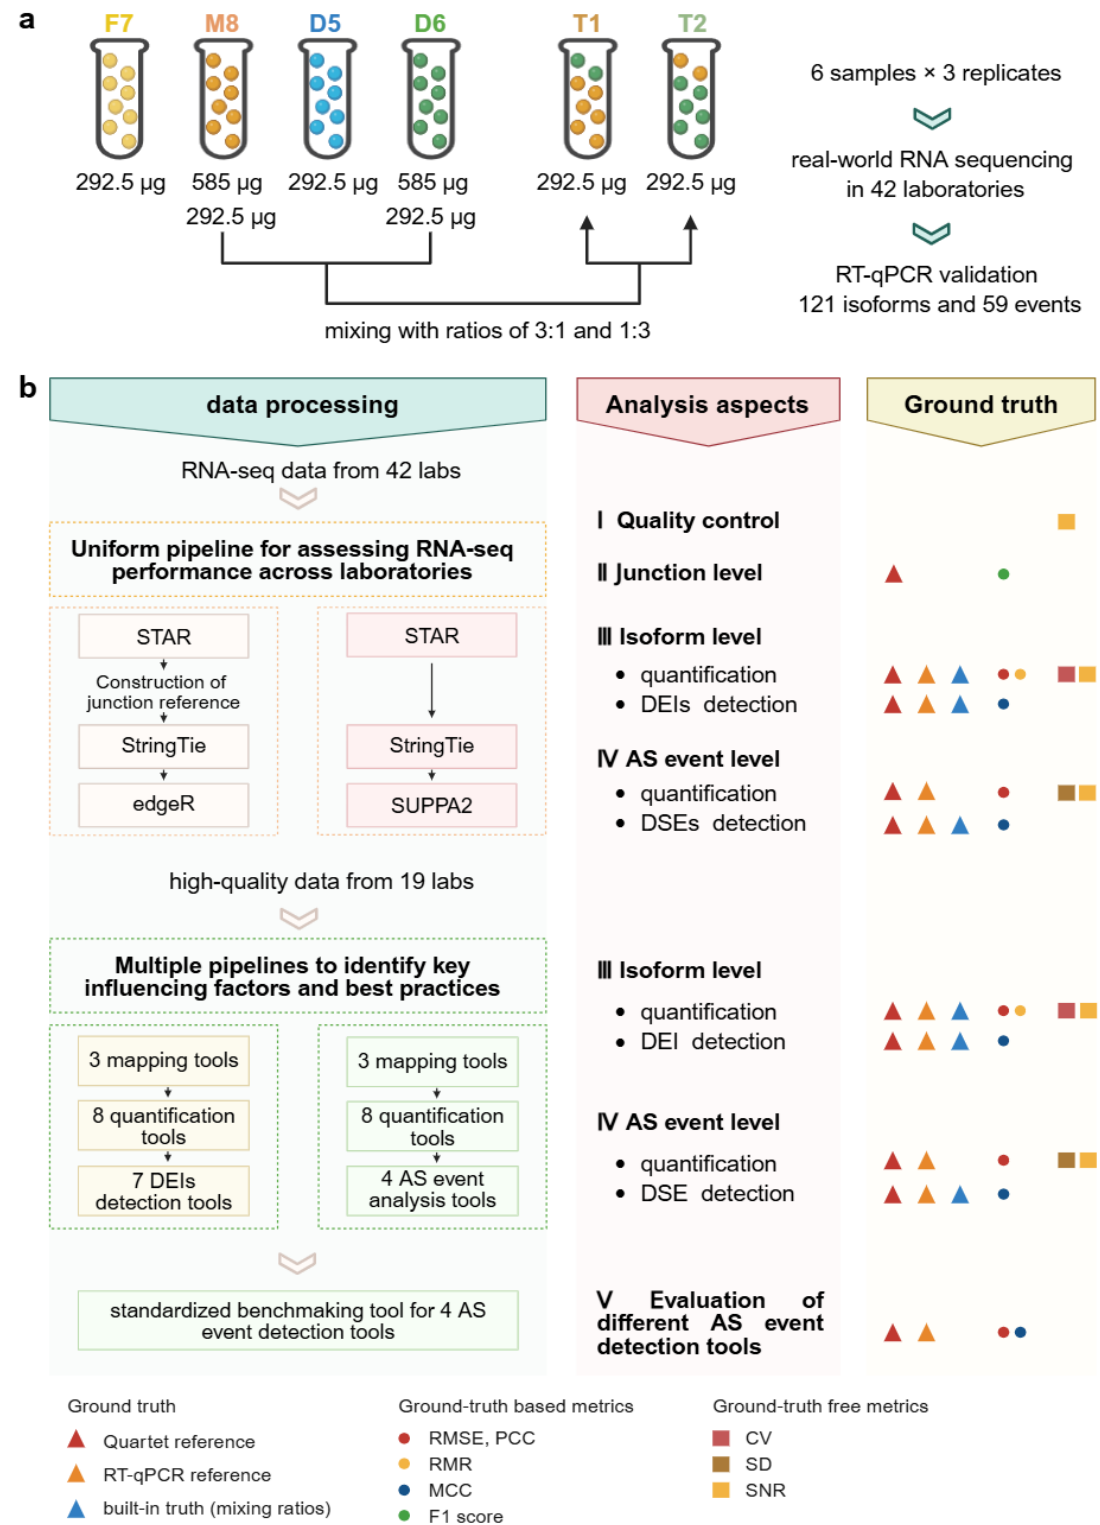 a
F7 M8 D5 D6 T1 T2
292.5 µg 585 µg 292.5 µg 585 µg 292.5 µg 292.5 µg
292.5 µg 292.5 µg
mixing with ratios of 3:1 and 1:3
6 samples × 3 replicates
real-world RNA sequencing
in 42 laboratories
RT-qPCR validation
121 isoforms and 59 events
b
data processing
RNA-seq data from 42 labs
Uniform pipeline for assessing RNA-seq
performance across laboratories
STAR
Construction of
junction reference
StringTie
edgeR
STAR
StringTie
SUPPA2
high-quality data from 19 labs
Multiple pipelines to identify key
influencing factors and best practices
3 mapping tools
8 quantification
tools
7 DEIs
detection tools
3 mapping tools
8 quantification
tools
4 AS event
analysis tools
standardized benchmaking tool for 4 AS
event detection tools
Analysis aspects
Ⅰ Quality control
Ⅱ Junction level
Ⅲ Isoform level
• quantification
• DEIs detection
Ⅳ AS event level
• quantification
• DSEs detection
Ⅲ Isoform level
• quantification
• DEI detection
Ⅳ AS event level
• quantification
• DSE detection
Ⅴ Evaluation of
different AS event
detection tools
Ground truth
Ground truth
Quartet reference
RT-qPCR reference
built-in truth (mixing ratios)
Ground-truth based metrics
RMSE, PCC
RMR
MCC
F1 score
Ground-truth free metrics
CV
SD
SNR